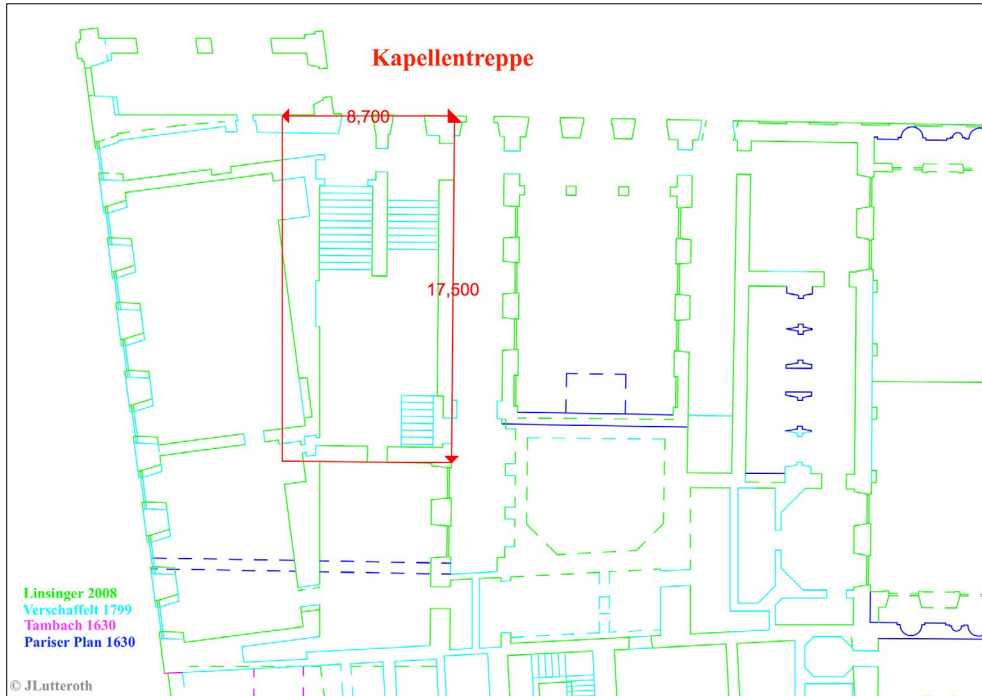 Kapellentreppe
8,700
17,500
Linsinger 2008
Verschaffelt 1799
Tambach 1630
Pariser Plan 1630
© JLutteroth